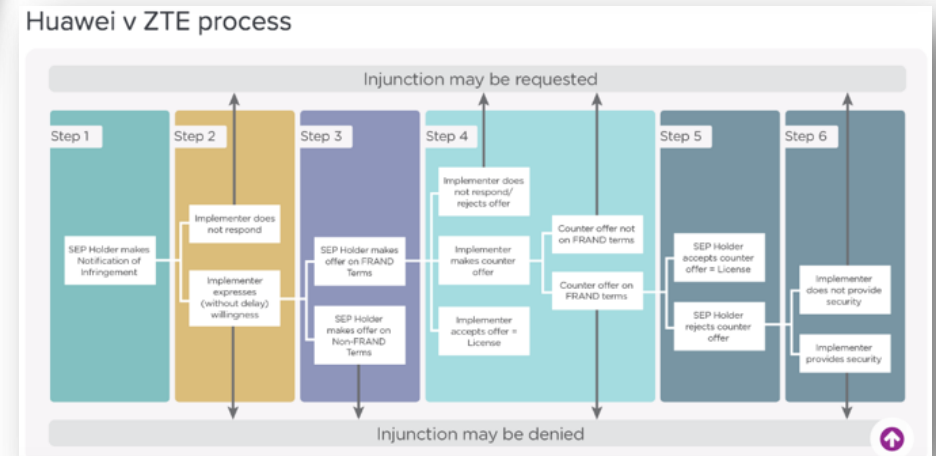 Huawei v ZTE process
Injunction may be requested
Step 1
SEP Holder makes
Notification of
Infringement
Step 2
Implementer does
not respond
Implementer
expresses
(without delay)
willingness
Step 3
SEP Holder makes
offer on FRAND
Terms
SEP Holder
makes offer on
Non-FRAND
Terms
Step 4
Implementer does
not respond/
rejects offer
Implementer
makes counter
offer
Implementer
accepts offer =
License
Counter offer not
on FRAND terms
Counter offer on
FRAND terms
Step 5
SEP Holder
accepts counter
offer = License
SEP Holder
rejects counter
offer
Step 6
Implementer
does not provide
security
Implementer
provides security
Injunction may be denied